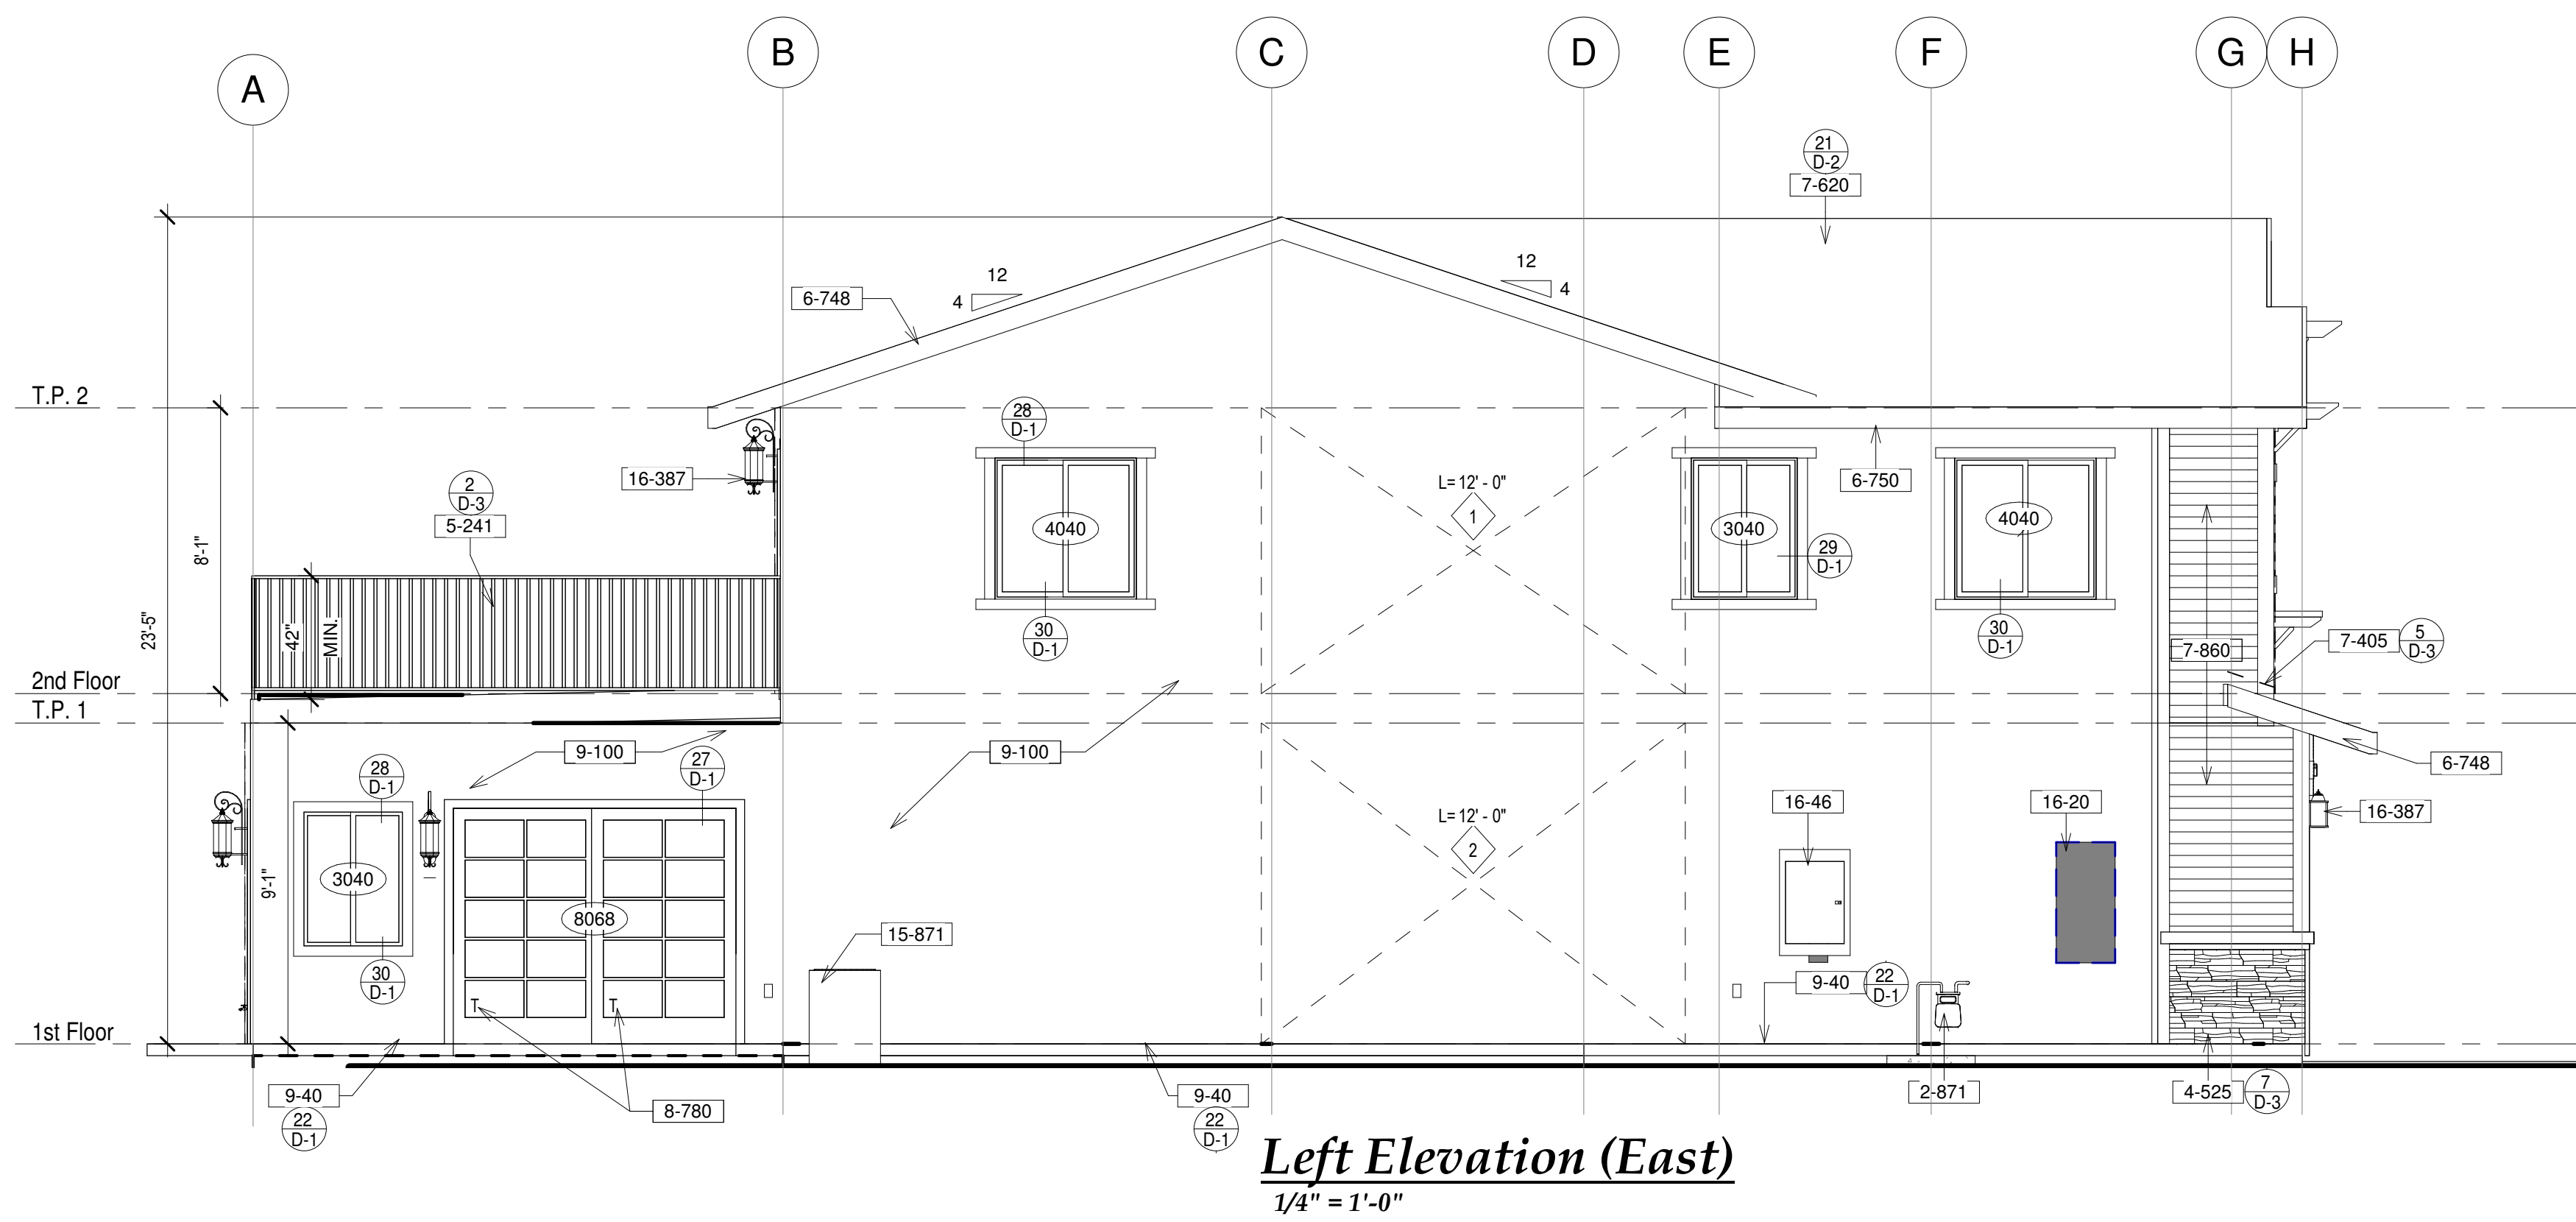 A
B
C
D
E
F
G
H
21
D-2
7-620
12
4
12
4
6-748
T.P. 2
28
D-1
16-387
6-750
L= 12' - 0"
1
2
D-3
5-241
4040
3040
4040
29
D-1
8'-1"
23'-5"
42"
MIN.
30
D-1
30
D-1
7-860
7-405
5
D-3
2nd Floor
T.P. 1
9-100
9-100
27
D-1
28
D-1
6-748
16-46
16-20
16-387
L= 12' - 0"
2
3040
9'-1"
8068
15-871
30
D-1
T
T
9-40
22
D-1
1st Floor
9-40
22
D-1
8-780
9-40
22
D-1
2-871
4-525
7
D-3
Left Elevation (East)
1/4" = 1'-0"